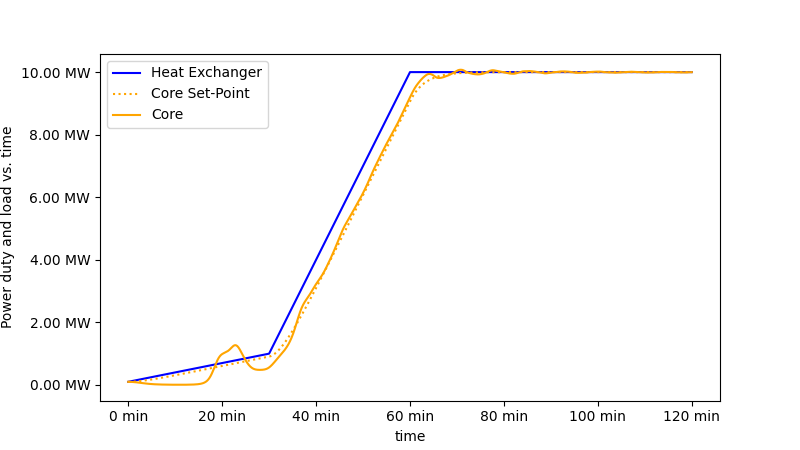 Power duty and load vs. time
10.00 MW
8.00 MW
6.00 MW
4.00 MW
2.00 MW
0.00 MW
Heat Exchanger
Core Set-Point
Core
0 min 20 min 40 min 60 min 80 min 100 min 120 min
time